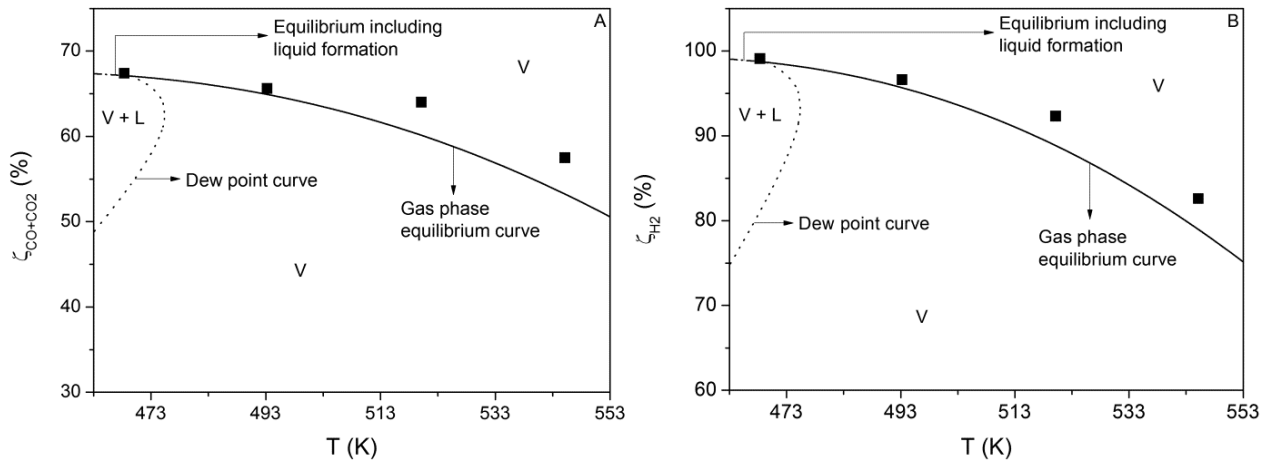 A
Equilibrium including
liquid formation
V
V + L
Dew point curve
Gas phase
equilibrium curve
V
70
60
50
40
30
ζCO+CO2 (%)
473
493
513
533
553
T (K)
B
Equilibrium including
liquid formation
V
V + L
Dew point curve
Gas phase
equilibrium curve
V
100
90
80
70
60
ζH2 (%)
473
493
513
533
553
T (K)